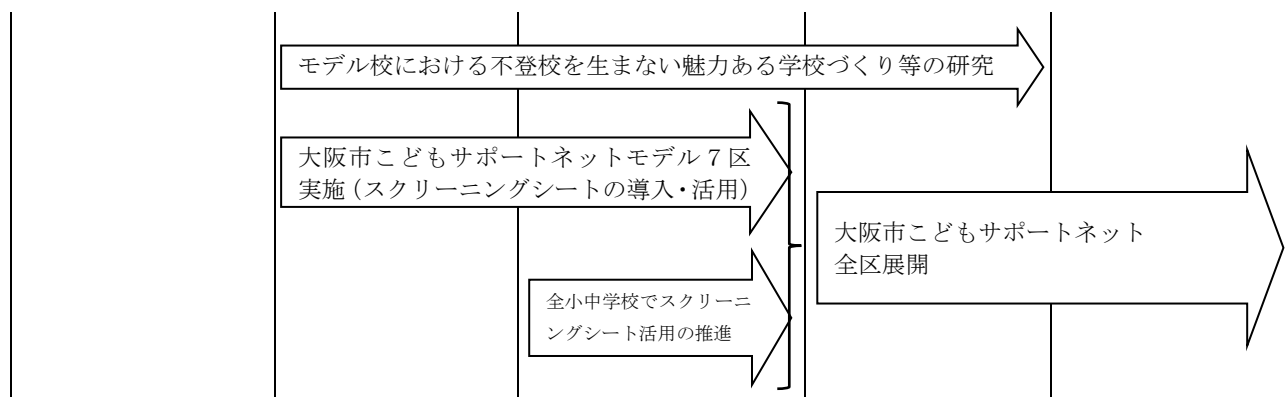 モデル校における不登校を生まない魅力ある学校づくり等の研究
大阪市こどもサポートネットモデル７区
実施（スクリーニングシートの導入・活用）
全小中学校でスクリーニ
ングシート活用の推進
大阪市こどもサポートネット
全区展開